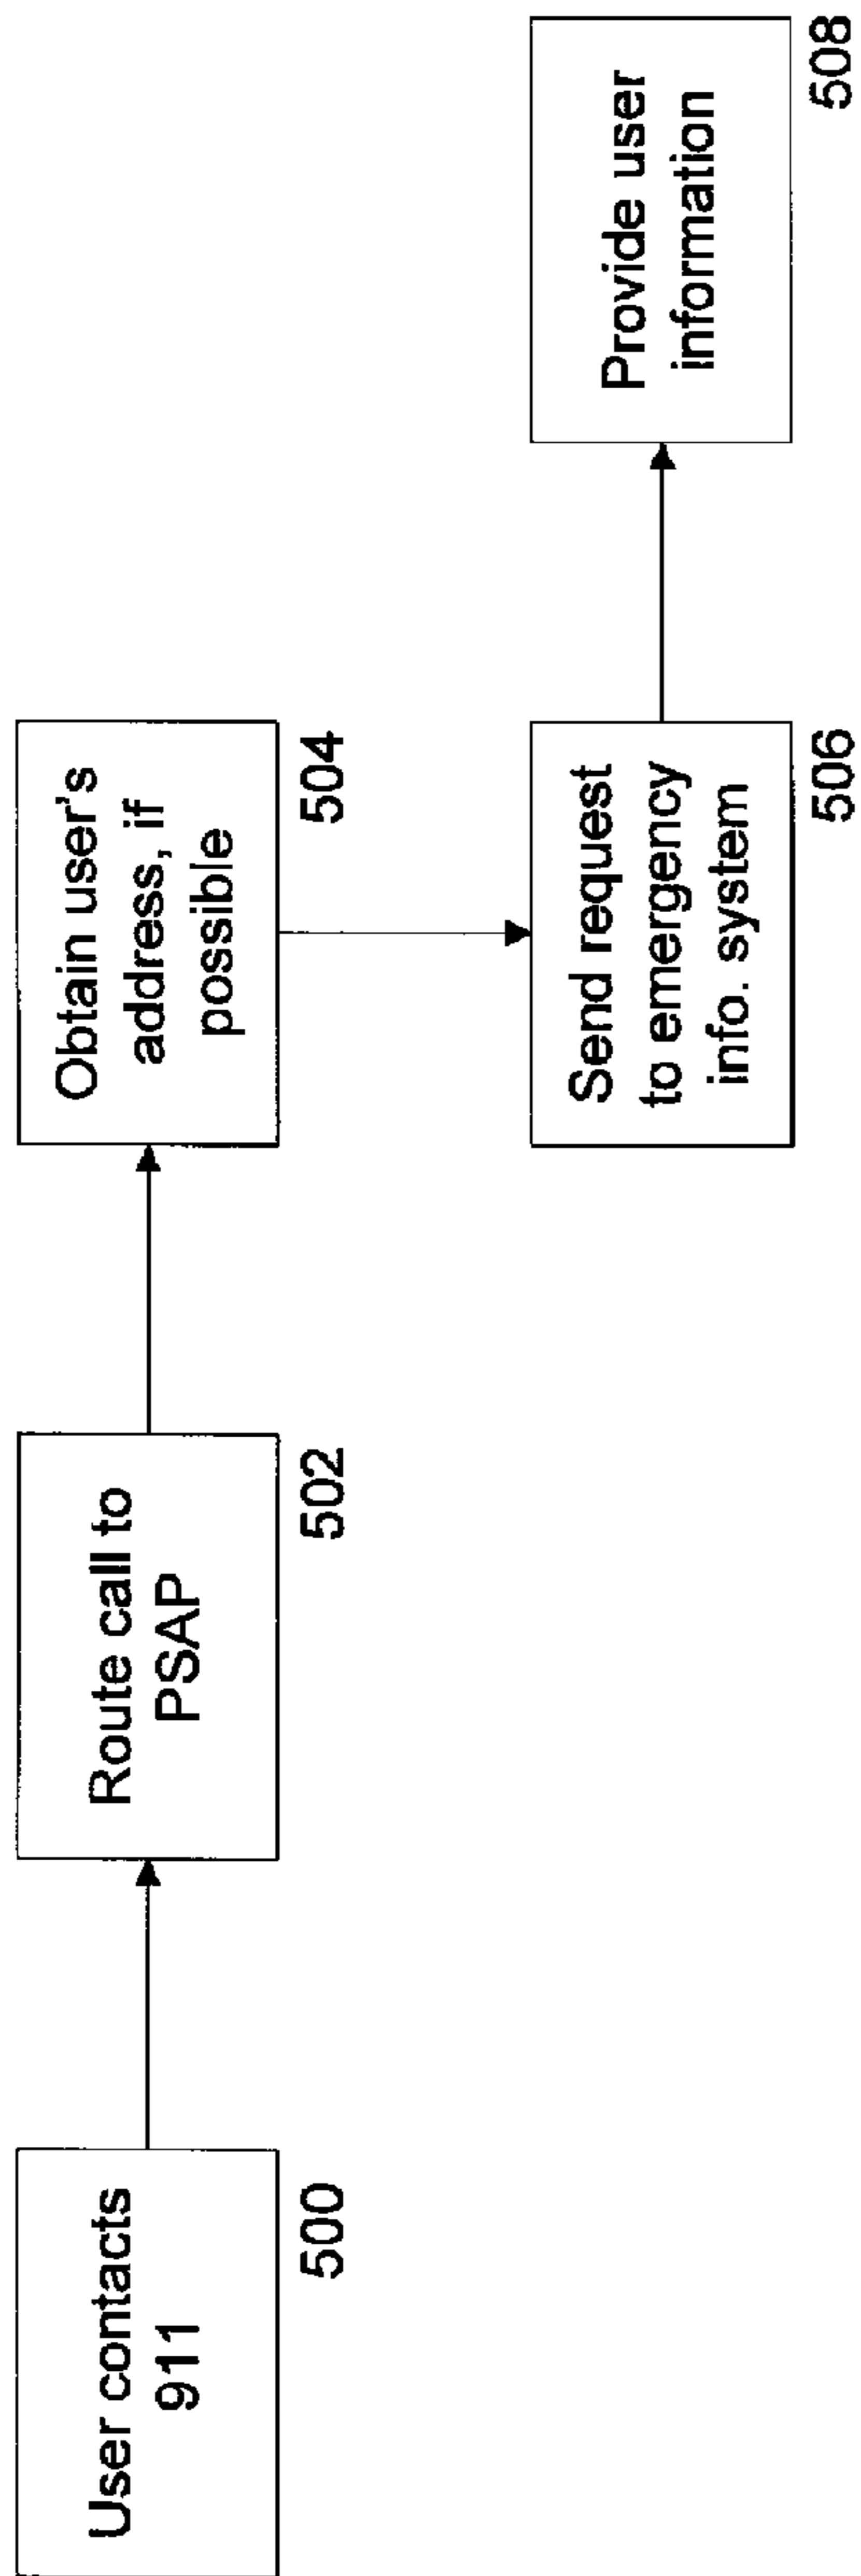 User contacts
911
500
Route call to
PSAP
502
Obtain user's
address, if
possible
504
Send request
to emergency
info. system
506
Provide user
information
508